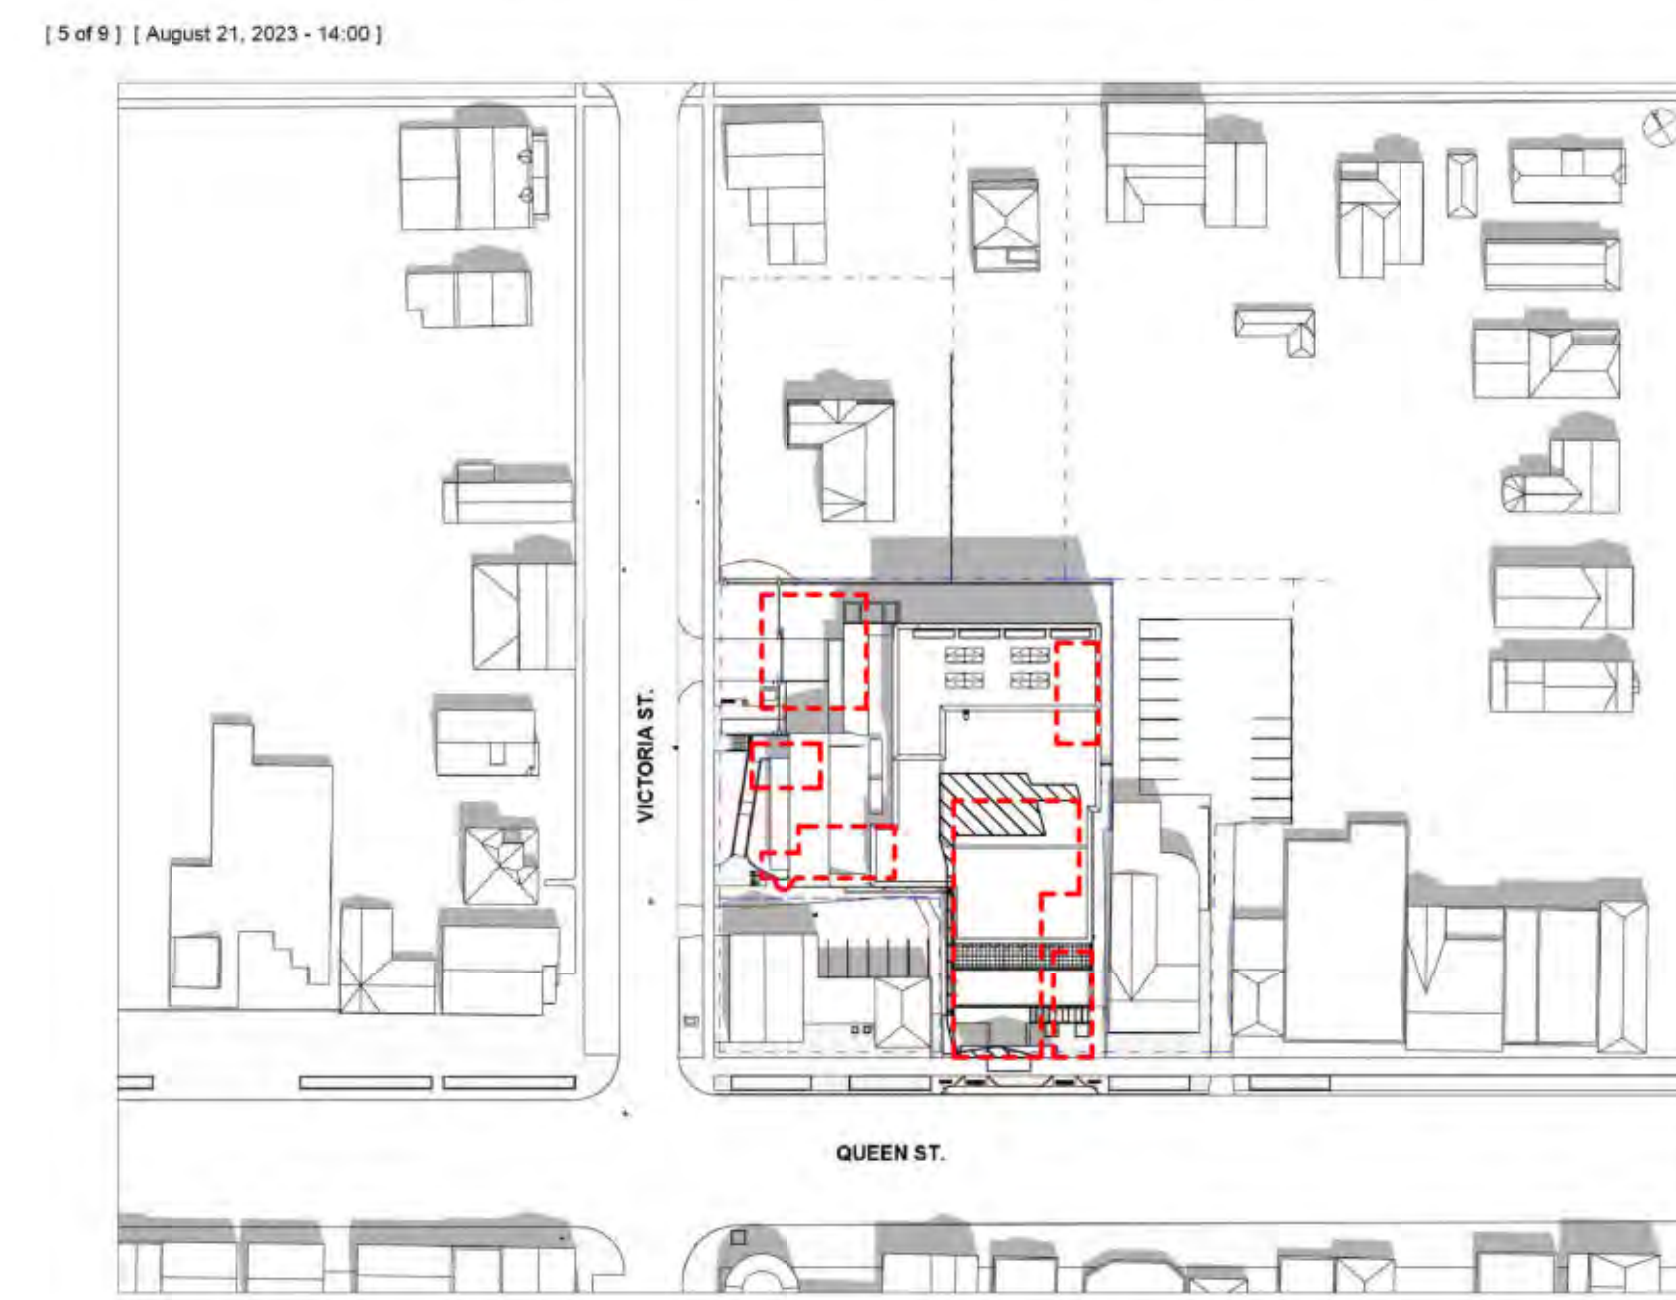 [ 5 of 9 ] [ August 21, 2023 - 14:00 ]
VICTORIA ST.
QUEEN ST.